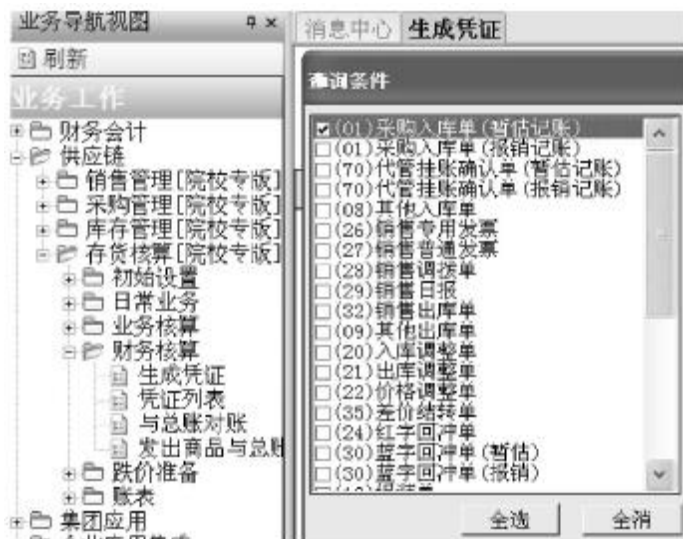 业务导航视图
刷新
业务工作
财务会计
供应链
销售管理[院校专版]
采购管理[院校专版]
库存管理[院校专版]
存货核算[院校专版]
初始设置
日常业务
业务核算
财务核算
生成凭证
凭证列表
与总账对账
发出商品与总账
跌价准备
账表
集团应用
消息中心 生成凭证
查询条件
(01)采购入库单(暂估记账)
(01)采购入库单(报销记账)
(70)代管挂账确认单(暂估记账)
(70)代管挂账确认单(报销记账)
(08)其他入库单
(26)销售专用发票
(27)销售普通发票
(28)销售调拨单
(29)销售日报
(32)销售出库单
(09)其他出库单
(20)入库调整单
(21)出库调整单
(22)价格调整单
(35)差价结转单
(24)红字回冲单
(30)蓝字回冲单(暂估)
(30)蓝字回冲单(报销)
全选 全消